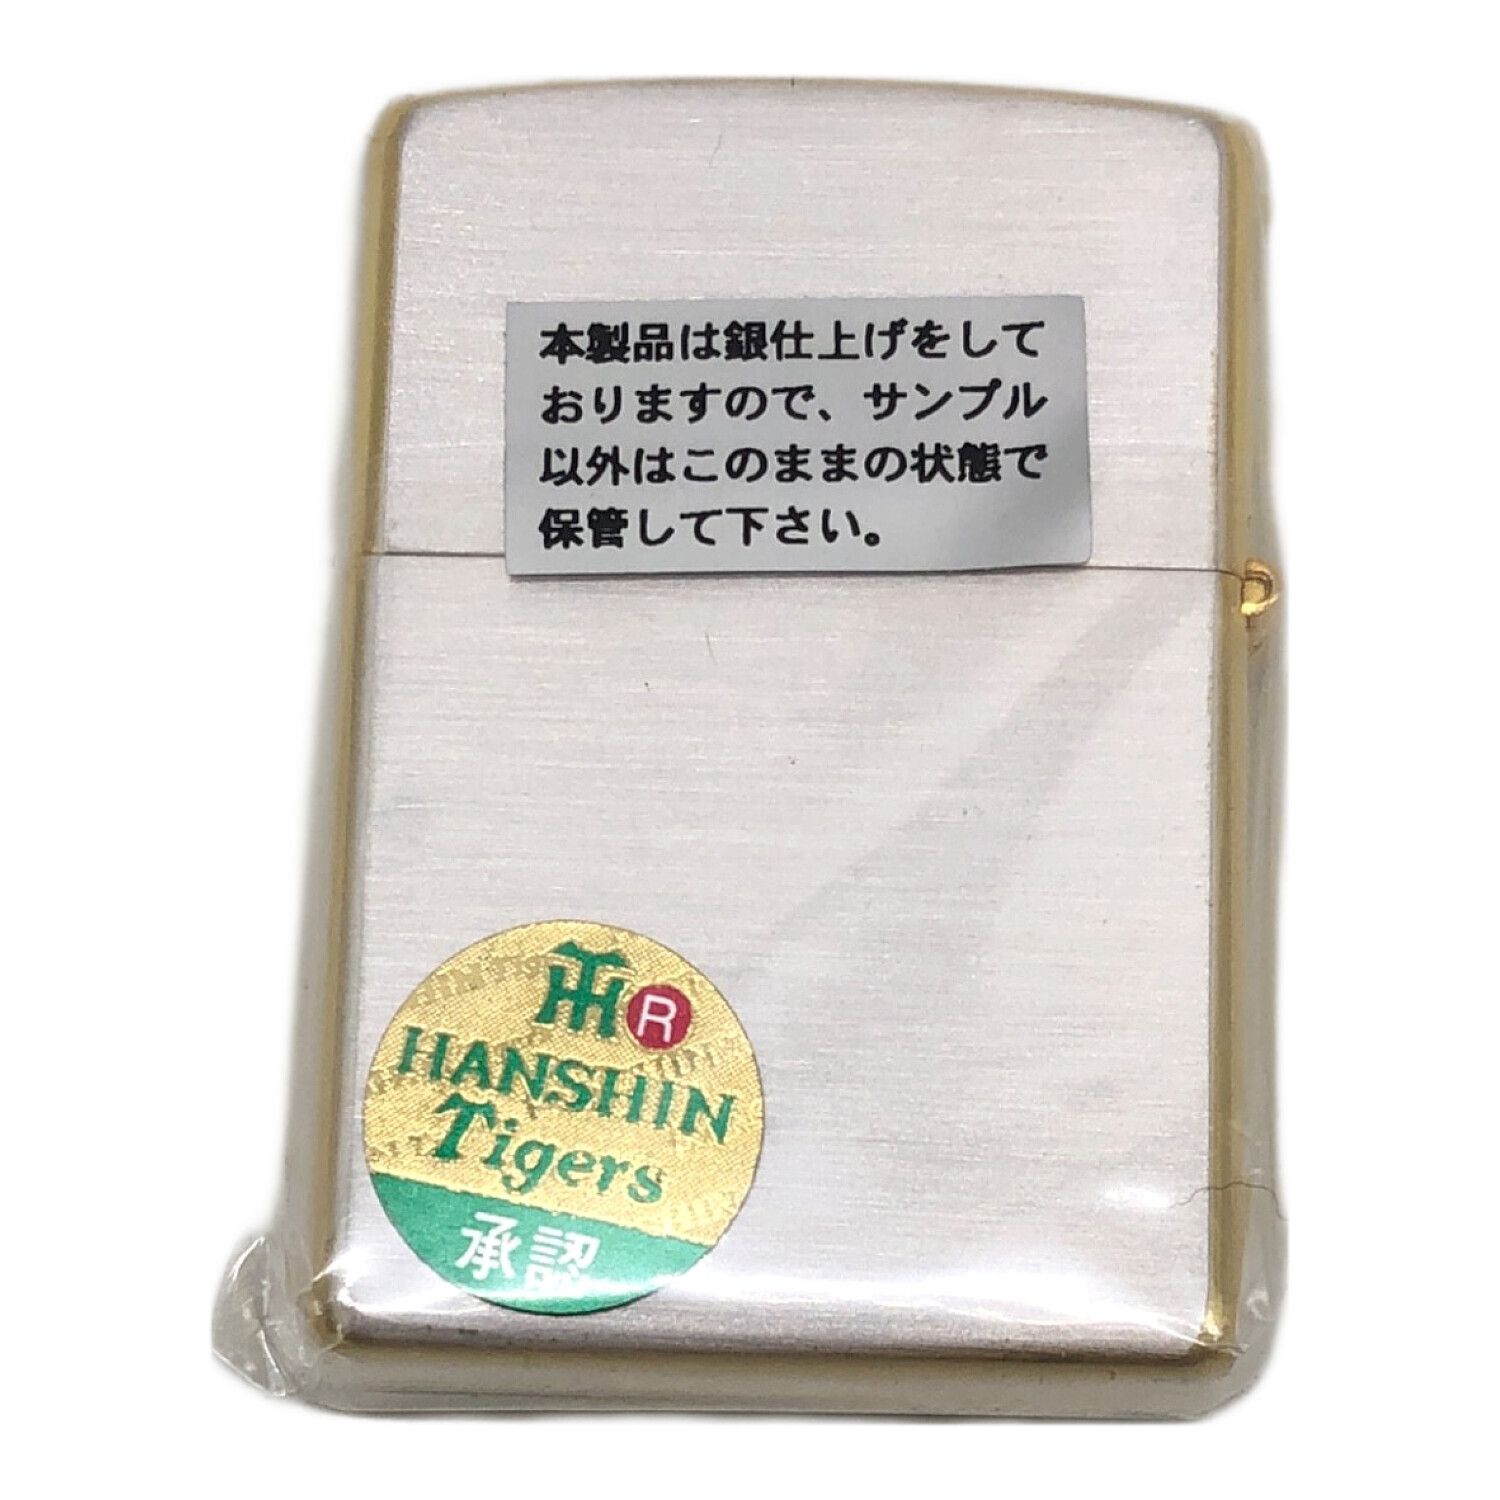 本製品は銀仕上げをして
おりますので、サンプル
以外はこのままの状態で
保管して下さい。
HT R
HANSHIN
Tigers
承認